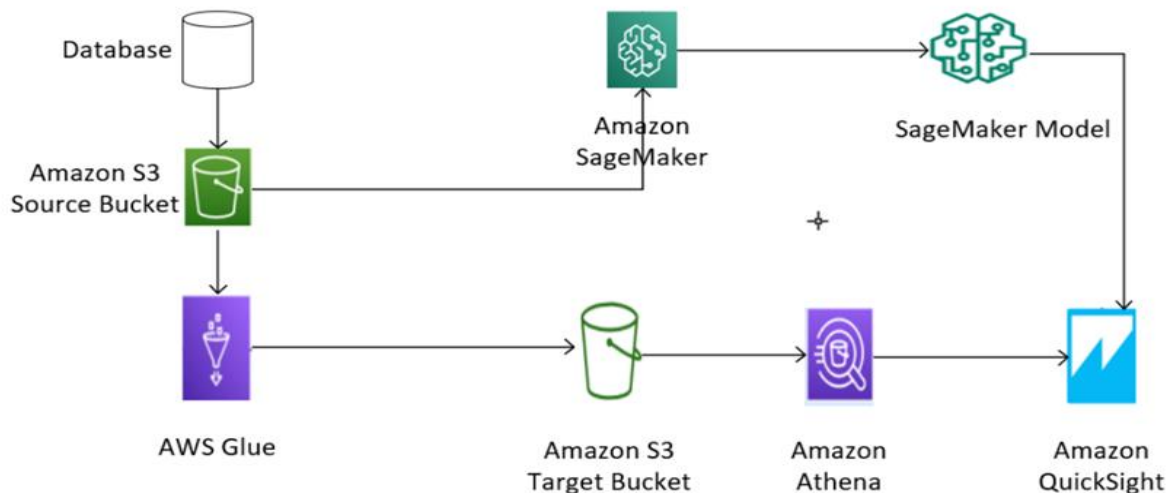 Database
Amazon
SageMaker
SageMaker Model
Amazon S3
Source Bucket
AWS Glue
Amazon S3
Target Bucket
Amazon
Athena
Amazon
QuickSight